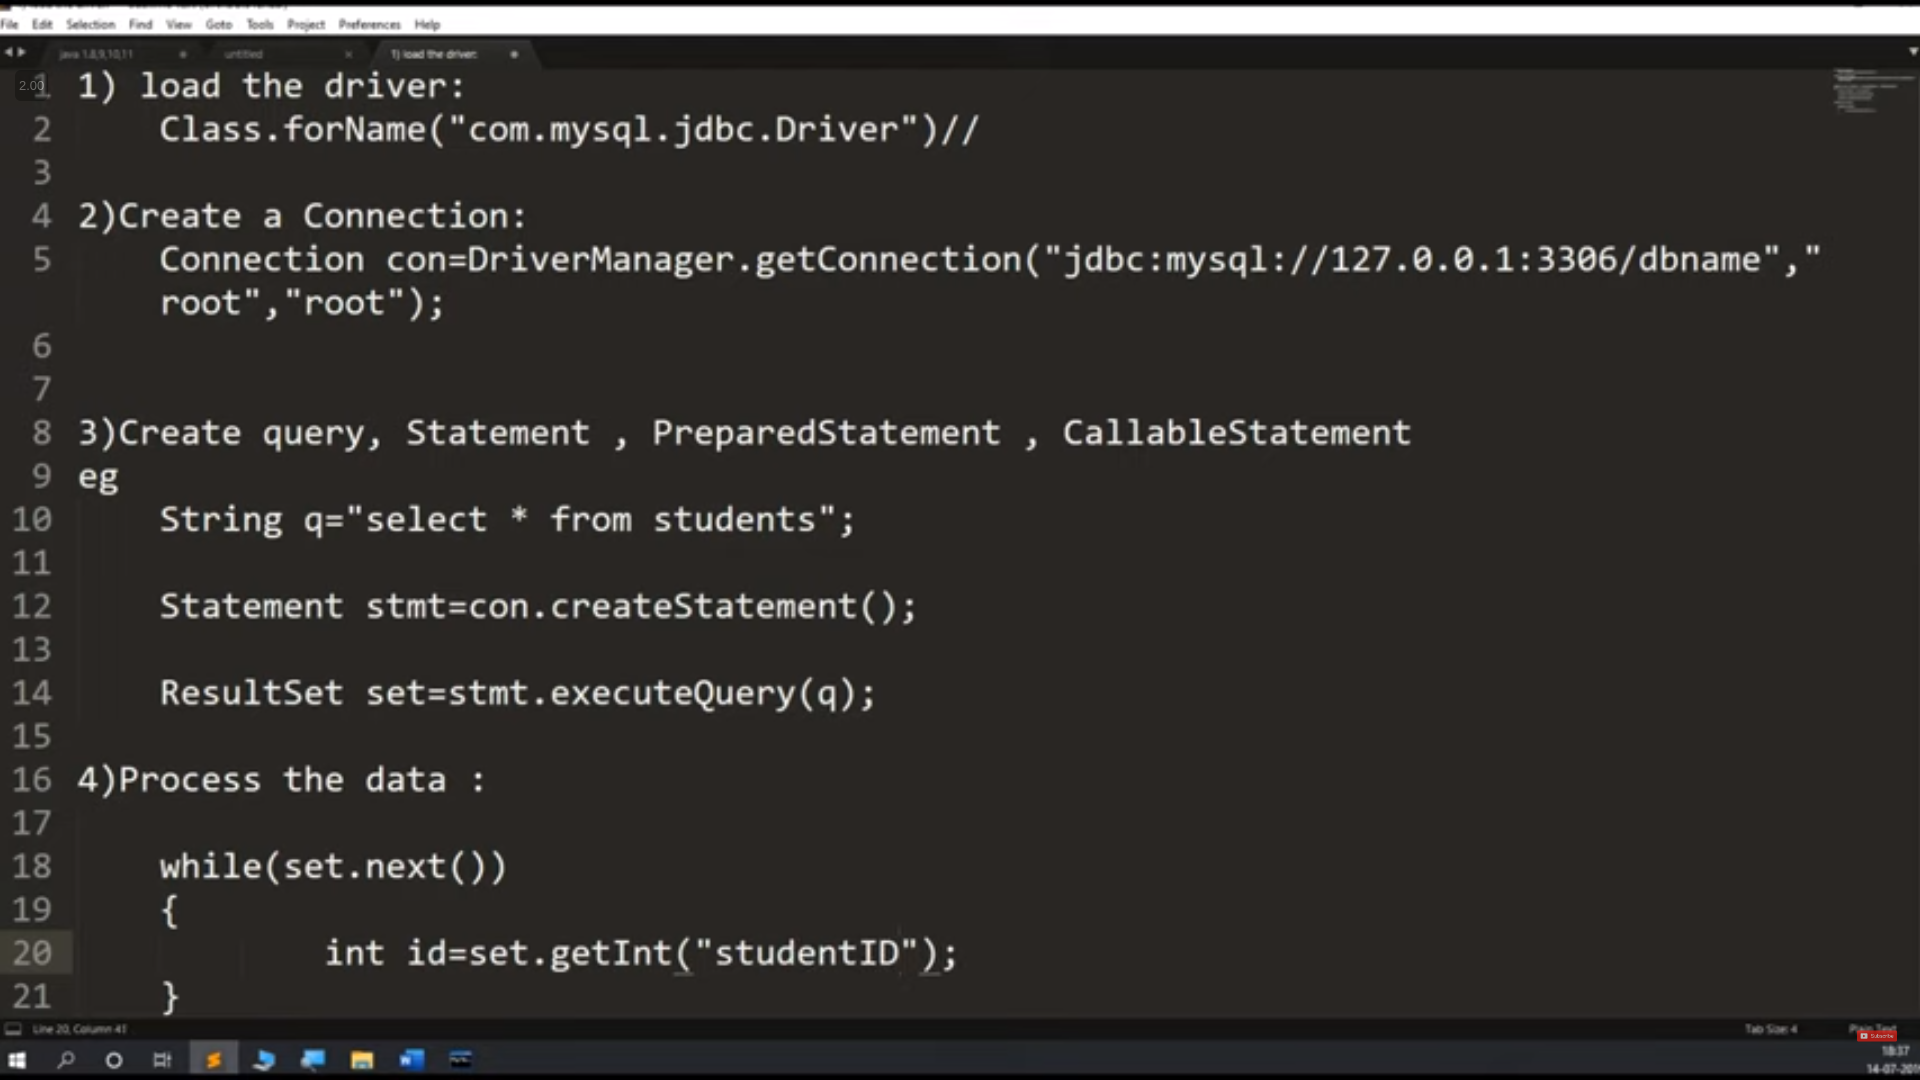 File Edit Selection Find View Goto Tools Project Preferences Help
java 1.8,9,10,11 untitled 1) load the driver:
2.00
1 1) load the driver:
2 Class.forName("com.mysql.jdbc.Driver")//
3
4 2)Create a Connection:
5 Connection con=DriverManager.getConnection("jdbc:mysql://127.0.0.1:3306/dbname","
root","root");
6
7
8 3)Create query, Statement , PreparedStatement , CallableStatement
9 eg
10 String q="select * from students";
11
12 Statement stmt=con.createStatement();
13
14 ResultSet set=stmt.executeQuery(q);
15
16 4)Process the data :
17
18 while(set.next())
19 {
20 int id=set.getInt("studentID");
21 }
Line 20, Column 41 Tab Size: 4 Plain Text
Subscribe
18:37
14-07-201